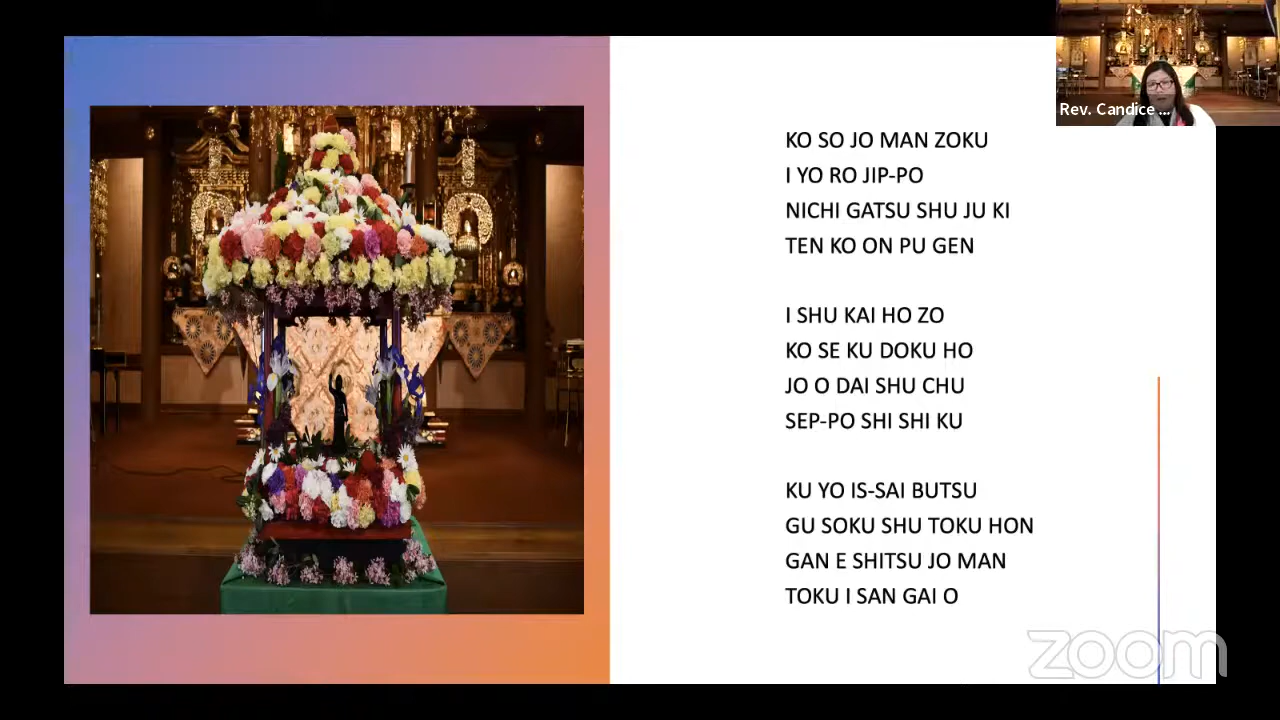 Rev. Candice ...
KO SO JO MAN ZOKU
I YO RO JIP-PO
NICHI GATSU SHU JU KI
TEN KO ON PU GEN
I SHU KAI HO ZO
KO SE KU DOKU HO
JO O DAI SHU CHU
SEP-PO SHI SHI KU
KU YO IS-SAI BUTSU
GU SOKU SHU TOKU HON
GAN E SHITSU JO MAN
TOKU I SAN GAI O
zoom